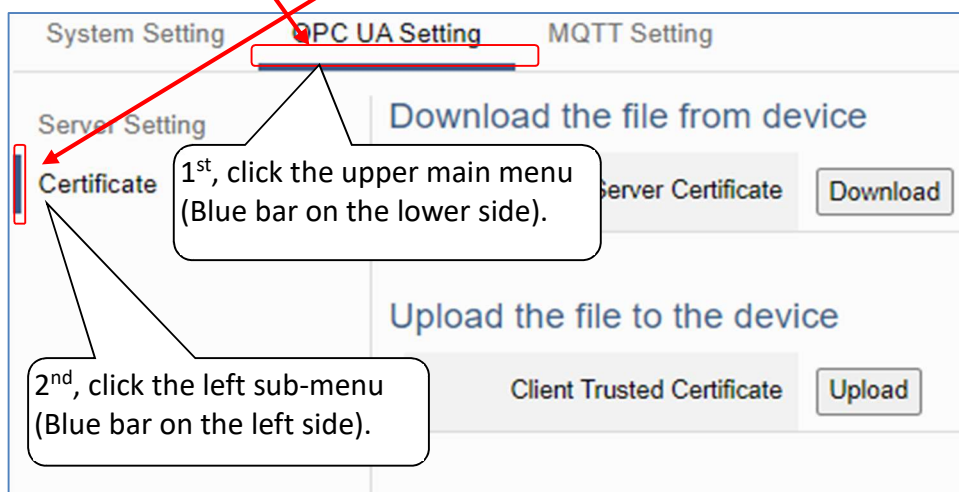 System Setting OPC UA Setting MQTT Setting
Server Setting
Certificate
Download the file from device
Server Certificate Download
1st, click the upper main menu
(Blue bar on the lower side).
Upload the file to the device
Client Trusted Certificate Upload
2nd, click the left sub-menu
(Blue bar on the left side).